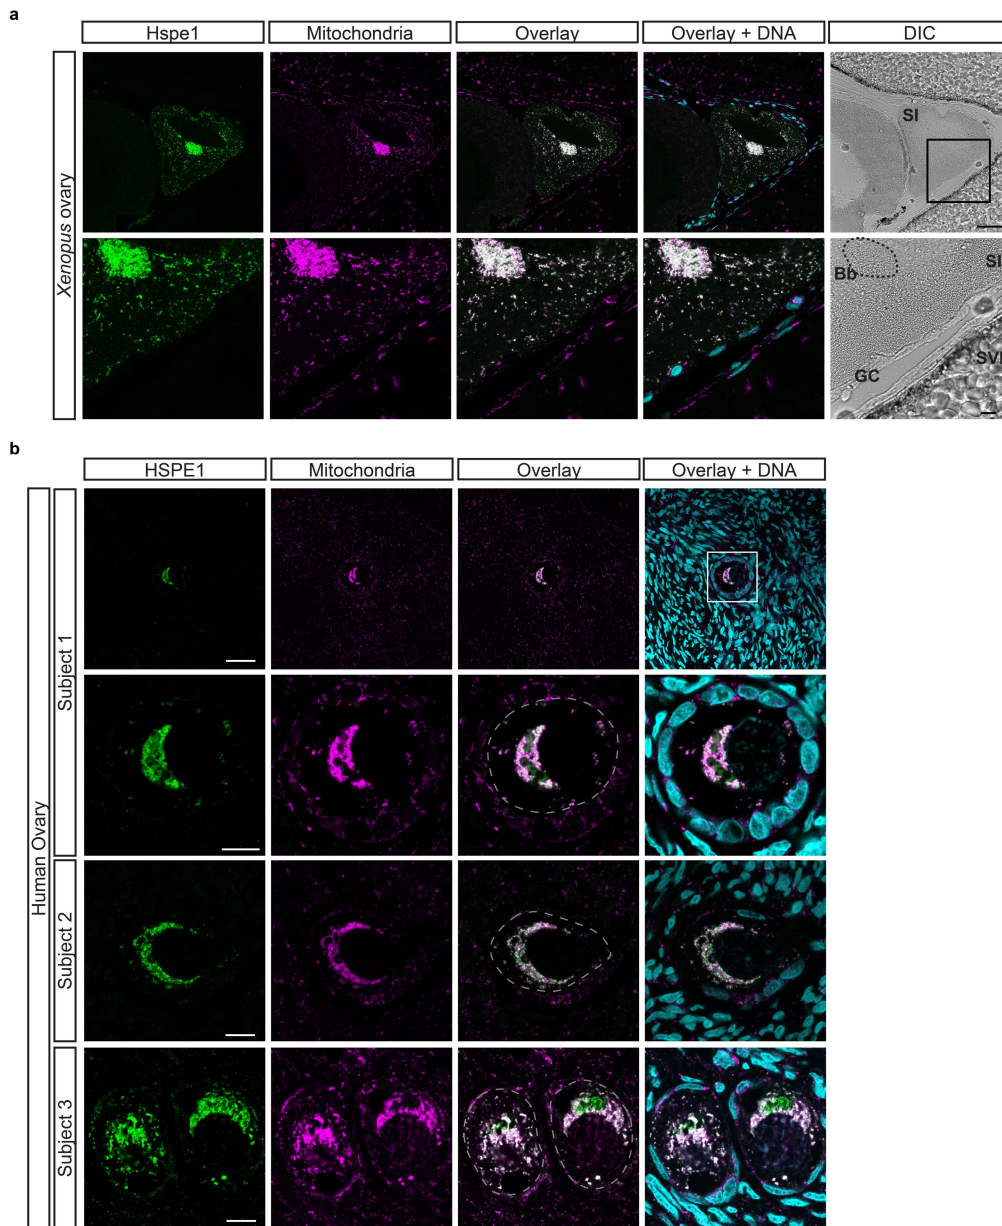 a
Hspe1
Mitochondria
Overlay
Overlay + DNA
DIC
Xenopus ovary
SI
Bb
SI
GC
b
HSPE1
Mitochondria
Overlay
Overlay + DNA
Human Ovary
Subject 1
Subject 2
Subject 3